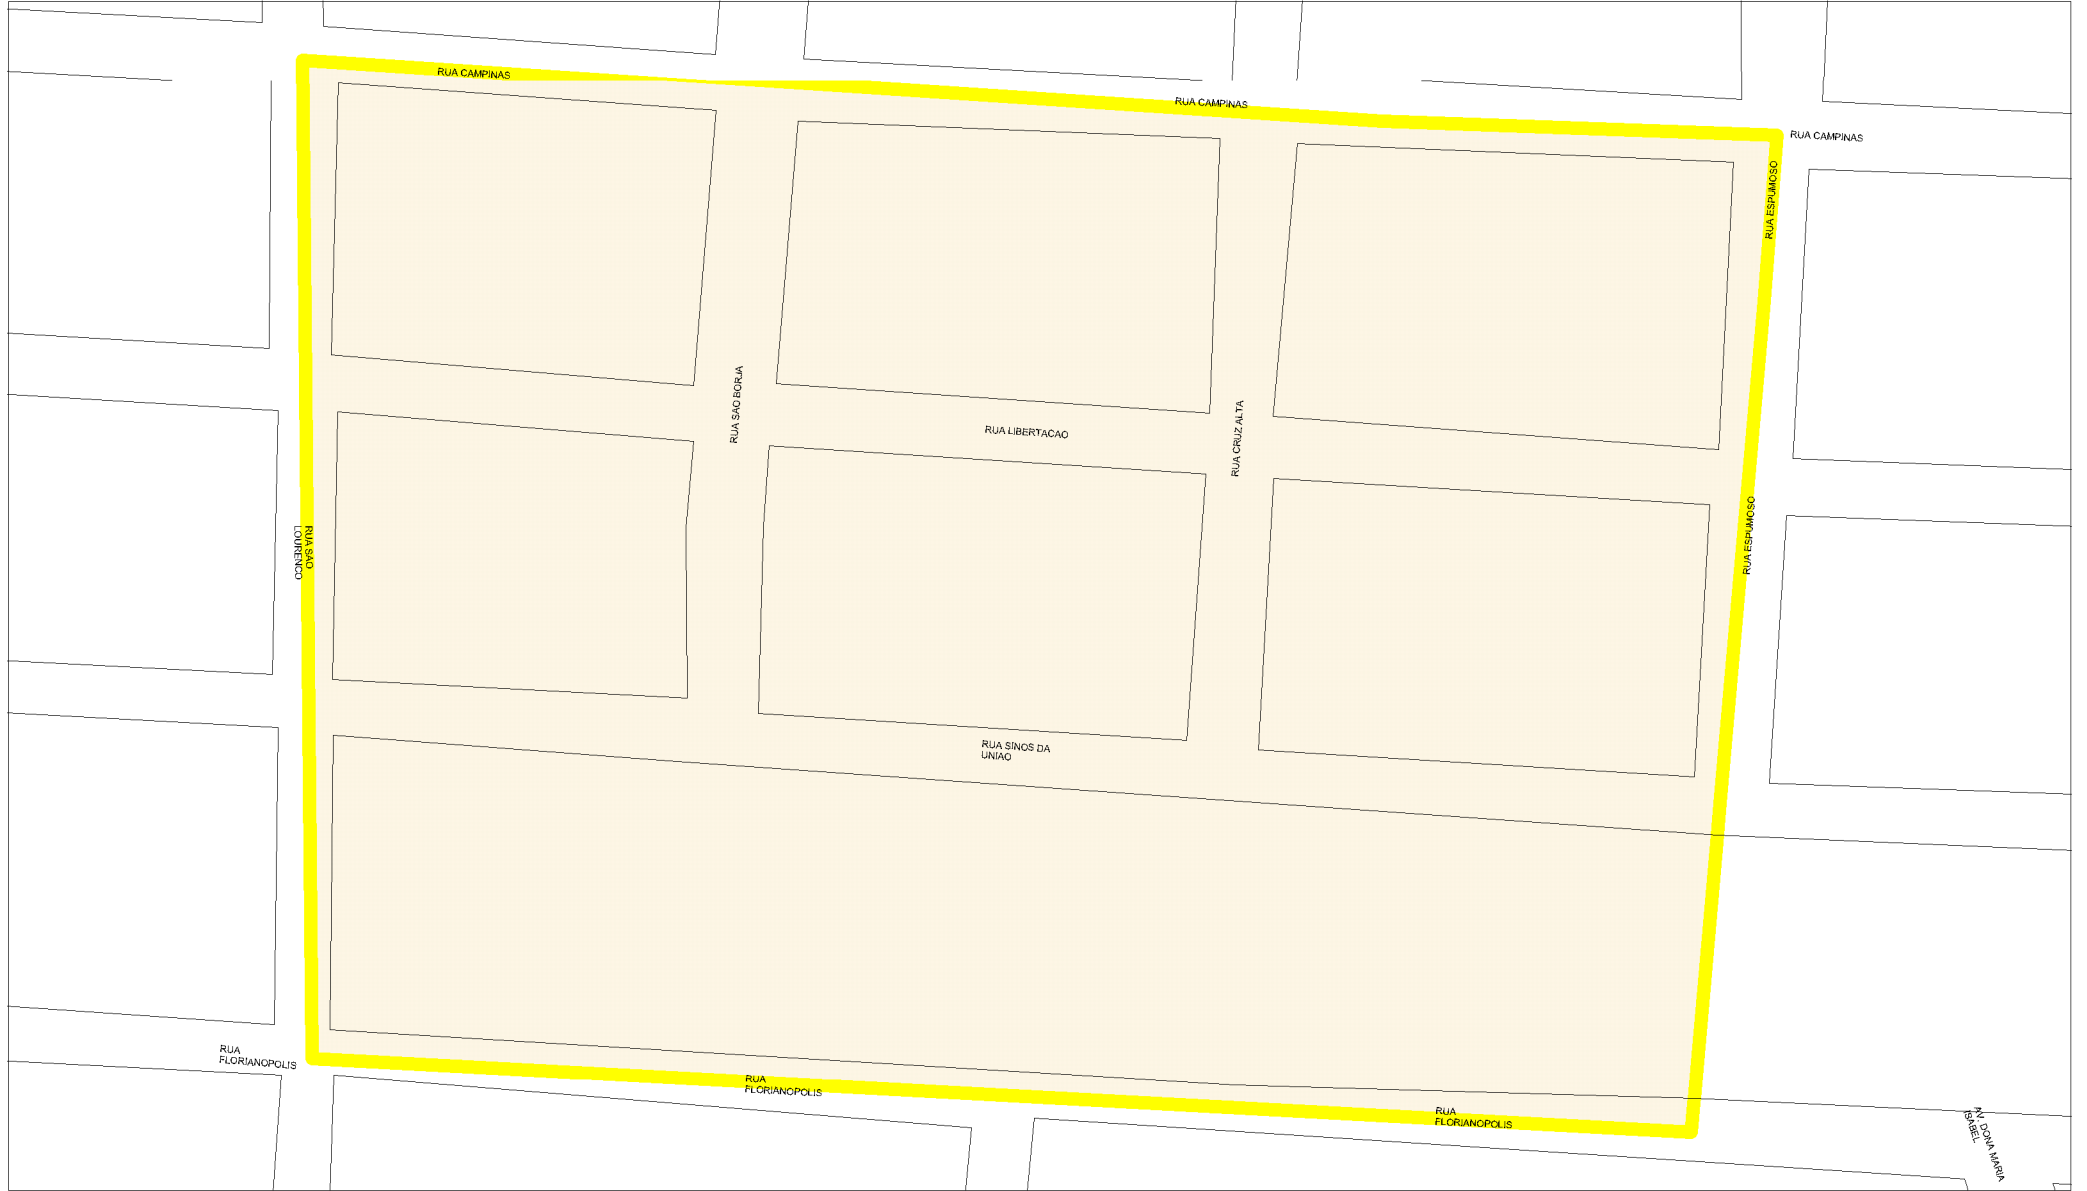 RUA CAMPINAS
RUA CAMPINAS
RUA CAMPINAS
RUA ESPUMOSO
RUA SAO BORJA
RUA CRUZ ALTA
RUA LIBERTACAO
RUA SAO
LOURENCO
RUA ESPUMOSO
RUA SINOS DA
UNIAO
RUA
FLORIANOPOLIS
RUA
FLORIANOPOLIS
RUA
FLORIANOPOLIS
AV. DONA MARIA
ISABEL